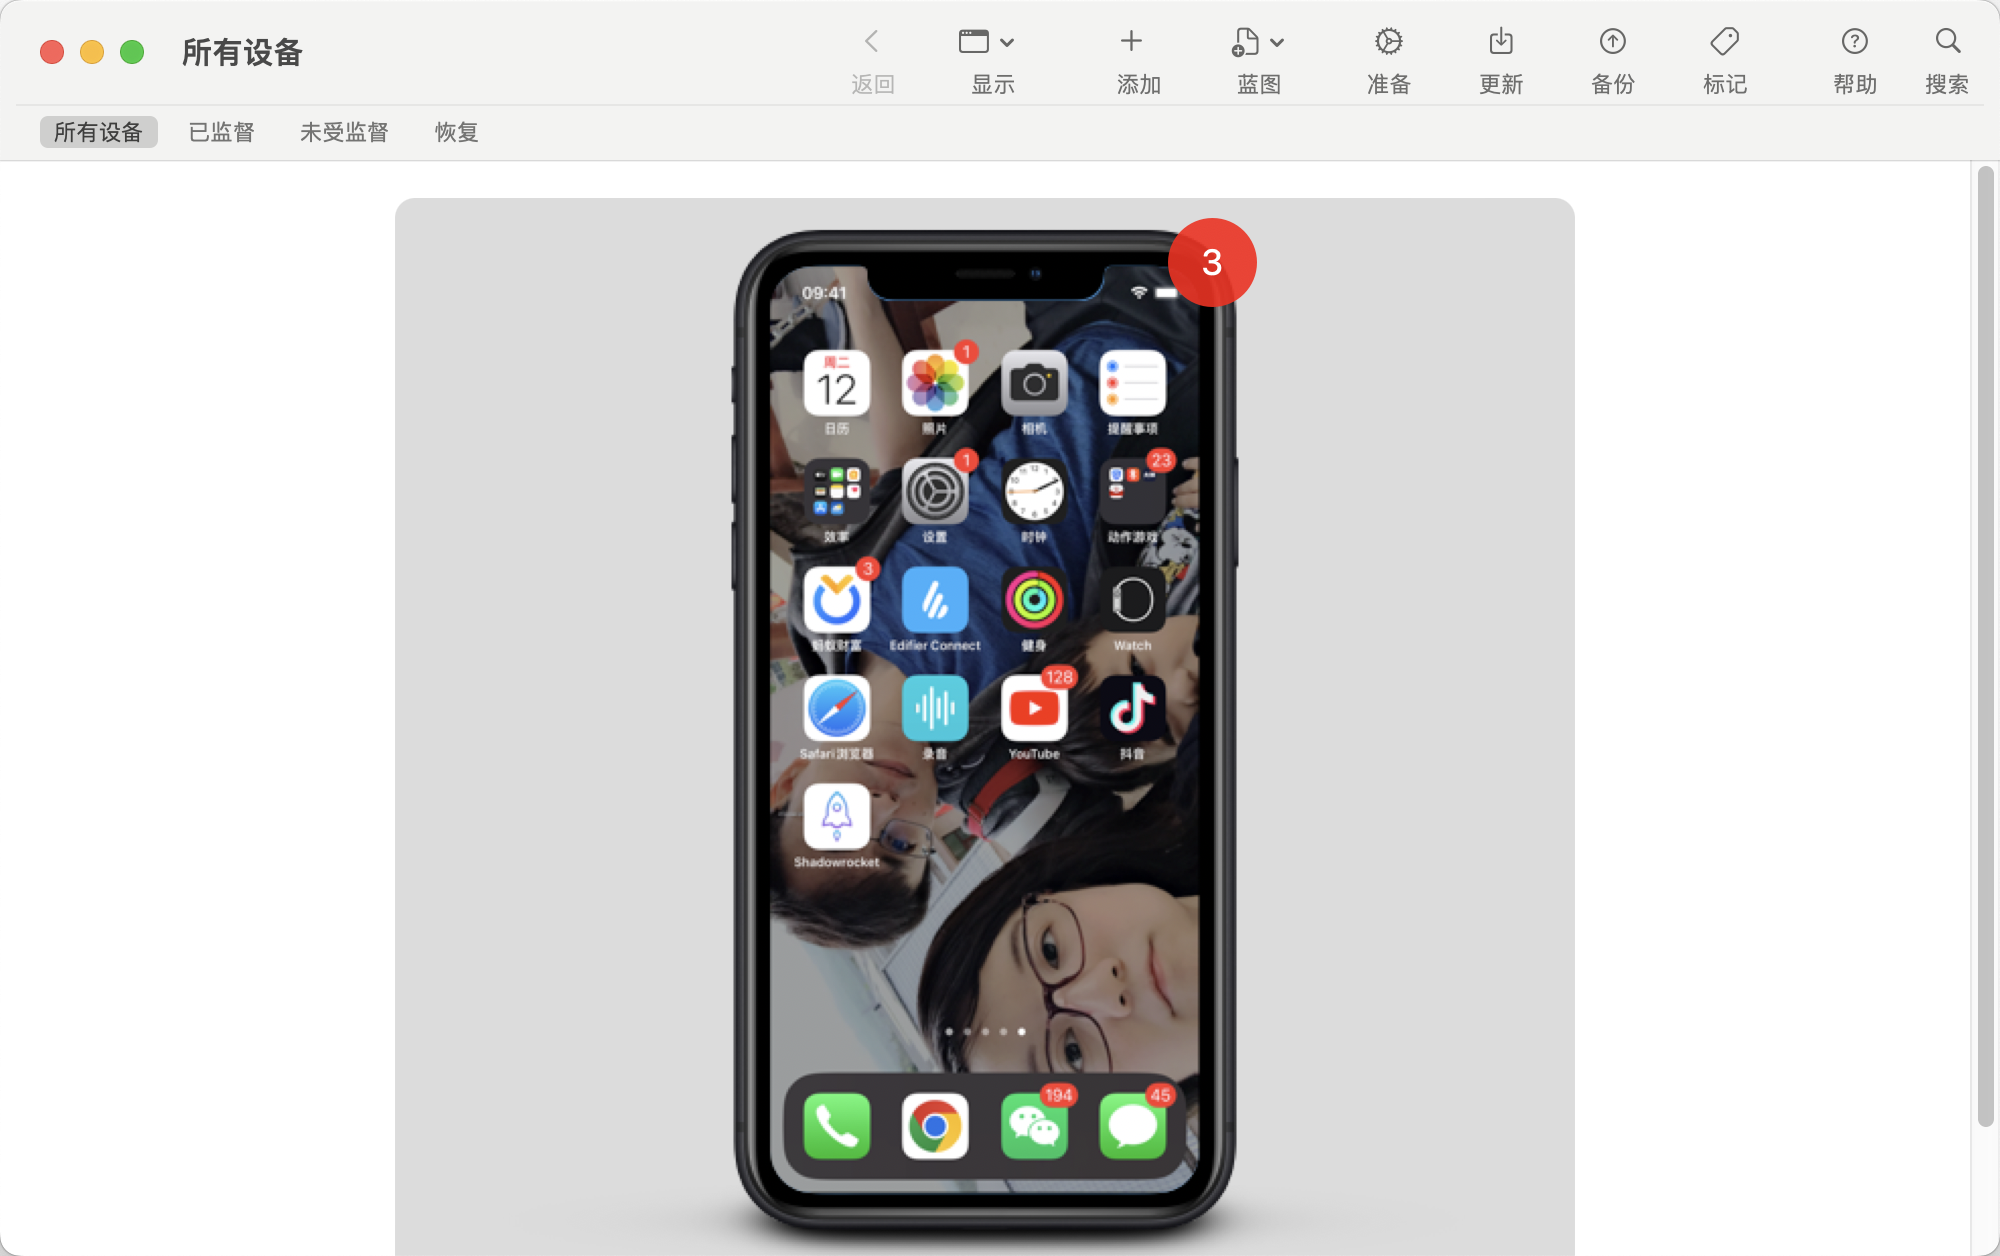 所有设备
返回
显示
添加
蓝图
准备
更新
备份
标记
帮助
搜索
所有设备
已监督
未受监督
恢复
3
09:41
周二
12
1
日历
照片
相机
提醒事项
1
23
效率
设置
时钟
动作游戏
3
蚂蚁财富
Edifier Connect
健身
Watch
128
Safari浏览器
录音
YouTube
抖音
Shadowrocket
194
45